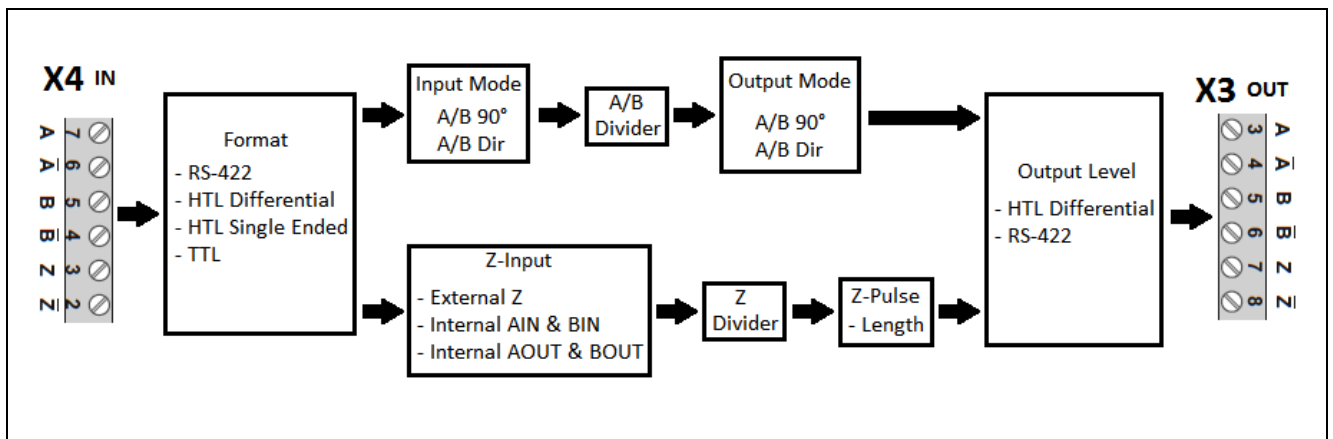 X4 IN
A 7
A̅ 6
B 5
B̅ 4
Z 3
Z̅ 2
Format
- RS-422
- HTL Differential
- HTL Single Ended
- TTL
Input Mode
A/B 90°
A/B Dir
A/B
Divider
Output Mode
A/B 90°
A/B Dir
Z-Input
- External Z
- Internal AIN & BIN
- Internal AOUT & BOUT
Z
Divider
Z-Pulse
- Length
Output Level
- HTL Differential
- RS-422
X3 OUT
3 A
4 A̅
5 B
6 B̅
7 Z
8 Z̅